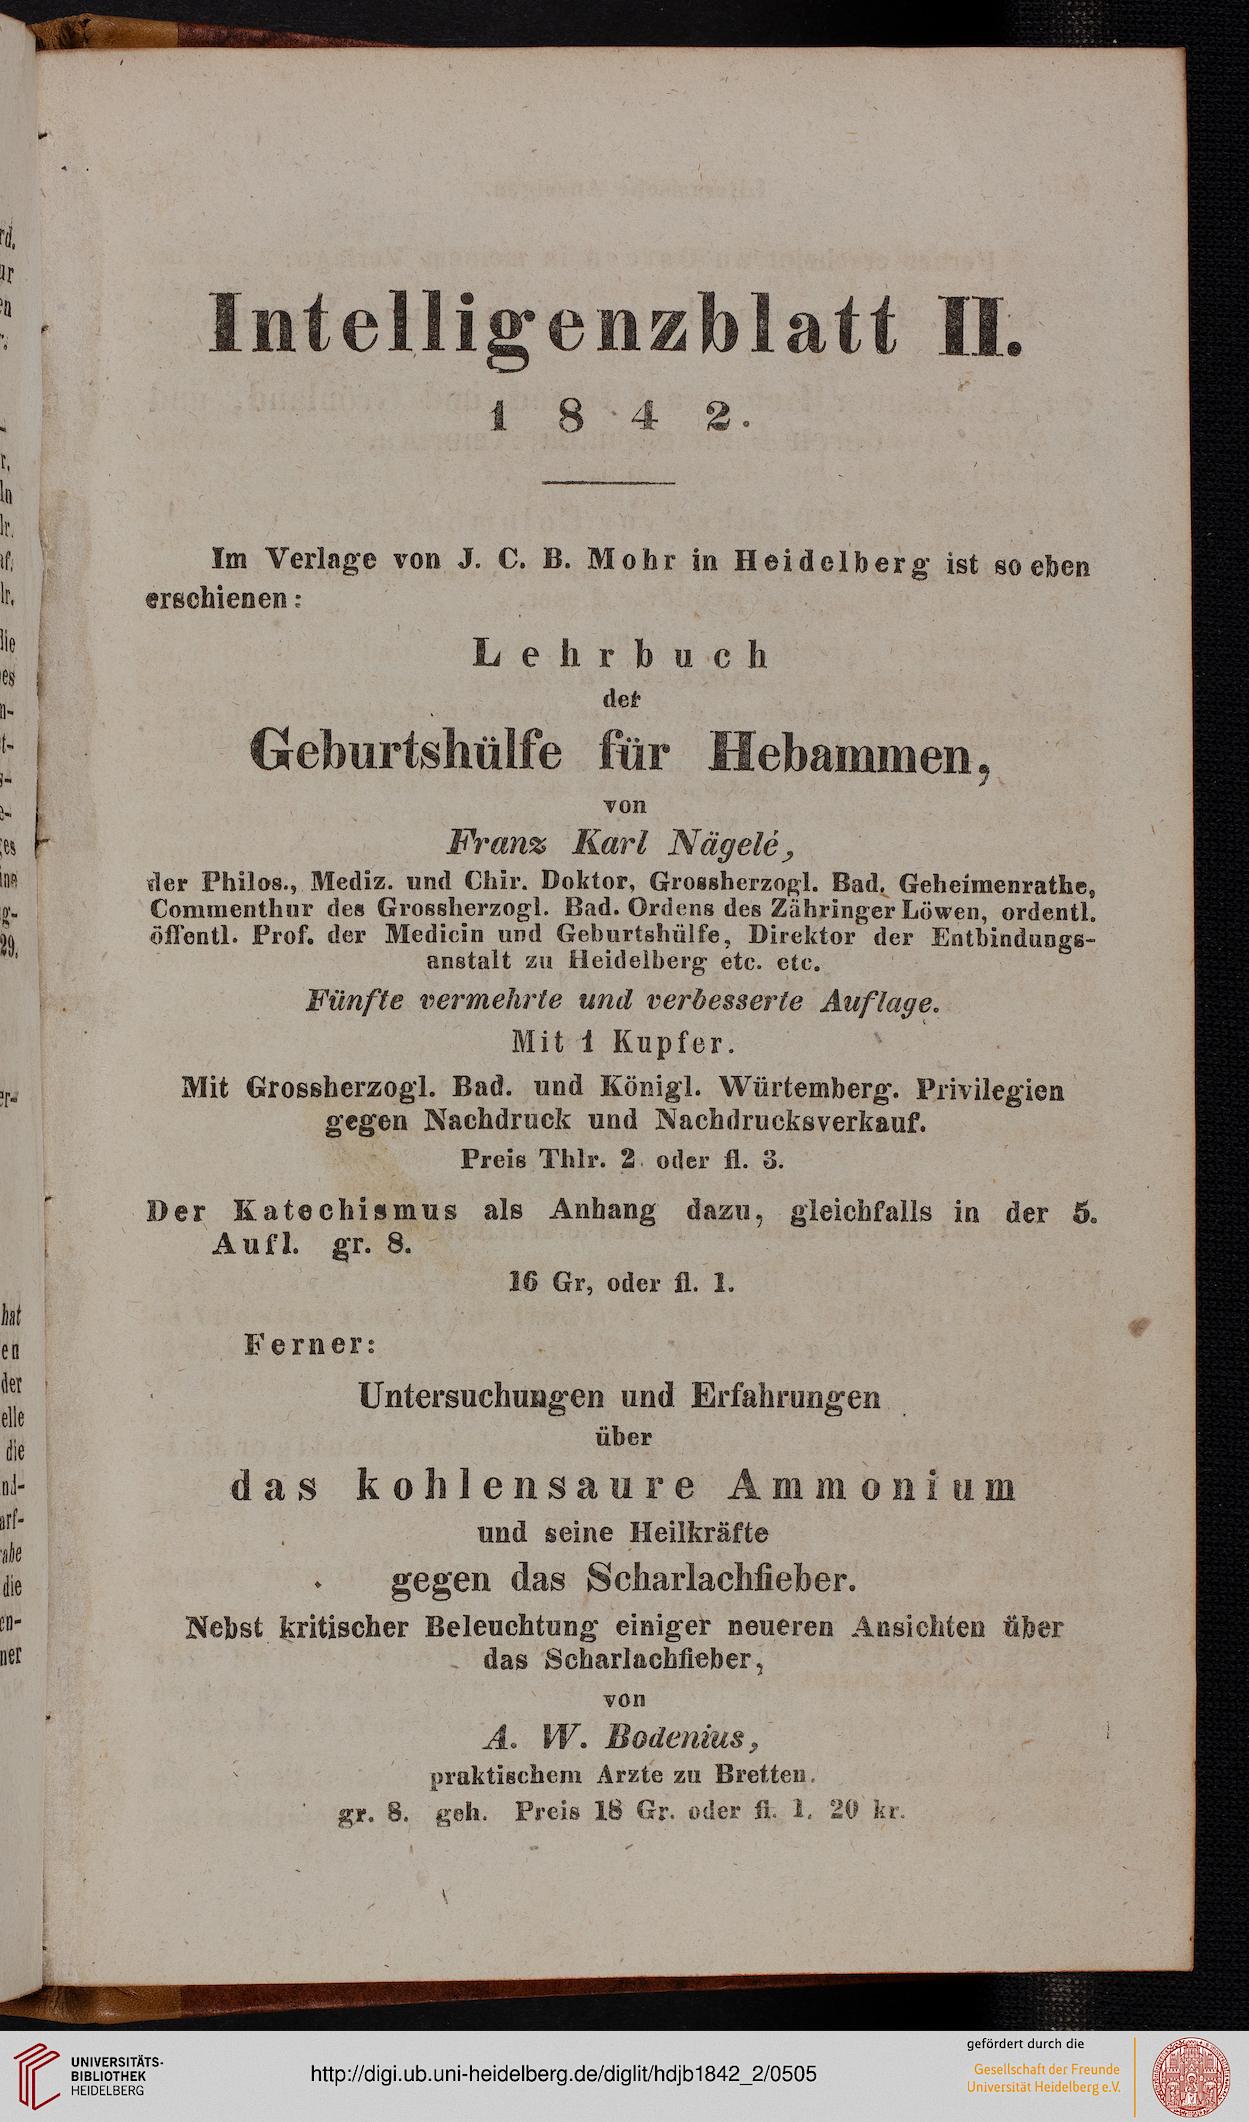 Intelligenzblatt II.
1842.
Im Verlage von J. C. B. Mohr in Heidelberg ist so eben
erschienen:
Lehrbuch
der
Geburtshülfe für Hebammen,
von
Franz Karl Nägelé,
der Philos., Mediz. und Chir. Doktor, Grossherzogl. Bad. Geheimenrathe,
Commenthur des Grossherzogl. Bad. Ordens des Zähringer Löwen, ordentl.
öffentl. Prof. der Medicin und Geburtshülfe, Direktor der Entbindungs-
anstalt zu Heidelberg etc. etc.
Fünfte vermehrte und verbesserte Auflage.
Mit 1 Kupfer.
Mit Grossherzogl. Bad. und Königl. Würtemberg. Privilegien
gegen Nachdruck und Nachdrucksverkauf.
Preis Thlr. 2. oder fl. 3.
Der Katechismus als Anhang dazu, gleichfalls in der 5.
Aufl. gr. 8.
16 Gr, oder fl. 1.
Ferner:
Untersuchungen und Erfahrungen
über
das kohlensaure Ammonium
und seine Heilkräfte
gegen das Scharlachfieber.
Nebst kritischer Beleuchtung einiger neueren Ansichten über
das Scharlachfieber,
von
A. W. Bodenius,
praktischem Arzte zu Bretten.
gr. 8. geh. Preis 18 Gr. oder fl. 1. 20 kr.
UNIVERSITÄTS-
BIBLIOTHEK
HEIDELBERG
http://digi.ub.uni-heidelberg.de/diglit/hdjb1842_2/0505
gefördert durch die
Gesellschaft der Freunde
Universität Heidelberg e.V.